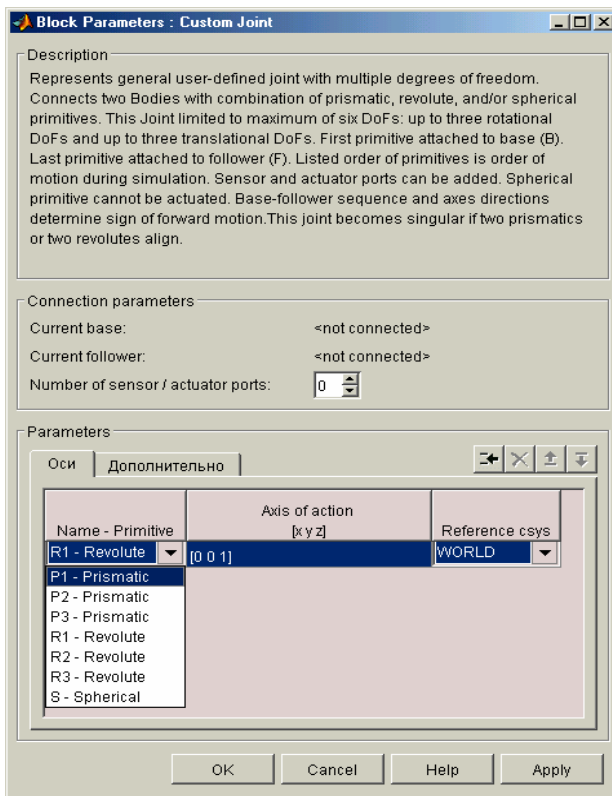 Block Parameters : Custom Joint
Description
Represents general user-defined joint with multiple degrees of freedom.
Connects two Bodies with combination of prismatic, revolute, and/or spherical
primitives. This Joint limited to maximum of six DoFs: up to three rotational
DoFs and up to three translational DoFs. First primitive attached to base (B).
Last primitive attached to follower (F). Listed order of primitives is order of
motion during simulation. Sensor and actuator ports can be added. Spherical
primitive cannot be actuated. Base-follower sequence and axes directions
determine sign of forward motion.This joint becomes singular if two prismatics
or two revolutes align.
Connection parameters
Current base: <not connected>
Current follower: <not connected>
Number of sensor / actuator ports: 0
Parameters
Оси Дополнительно
Axis of action
Name - Primitive [x y z] Reference csys
R1 - Revolute [0 0 1] WORLD
P1 - Prismatic
P2 - Prismatic
P3 - Prismatic
R1 - Revolute
R2 - Revolute
R3 - Revolute
S - Spherical
OK Cancel Help Apply